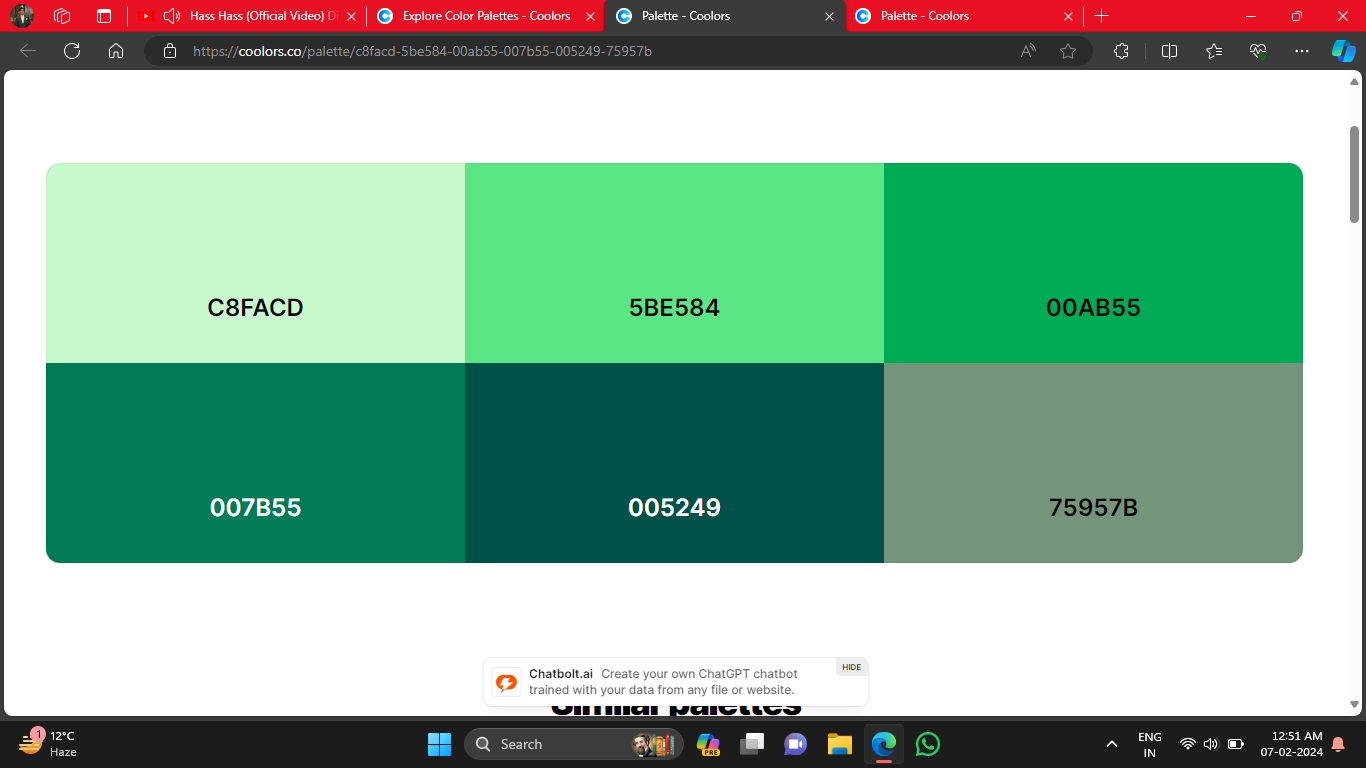 Hass Hass (Official Video) D
Explore Color Palettes - Coolors
Palette - Coolors
Palette - Coolors
https://coolors.co/palette/c8facd-5be584-00ab55-007b55-005249-75957b
C8FACD
5BE584
00AB55
007B55
005249
75957B
HIDE
Chatbolt.ai Create your own ChatGPT chatbot
trained with your data from any file or website.
Similar palettes
1
12°C
Haze
Search
PRE
ENG
IN
12:51 AM
07-02-2024